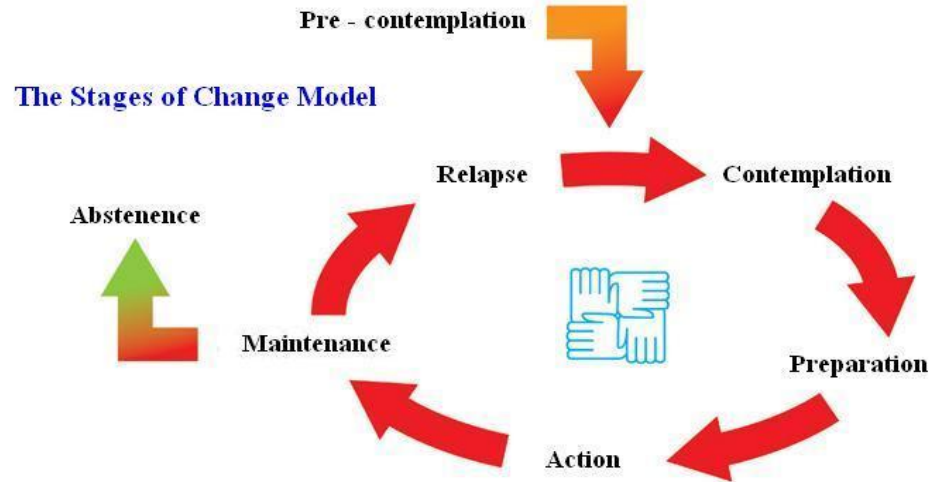 Pre - contemplation
The Stages of Change Model
Relapse
Contemplation
Abstenence
Maintenance
Preparation
Action